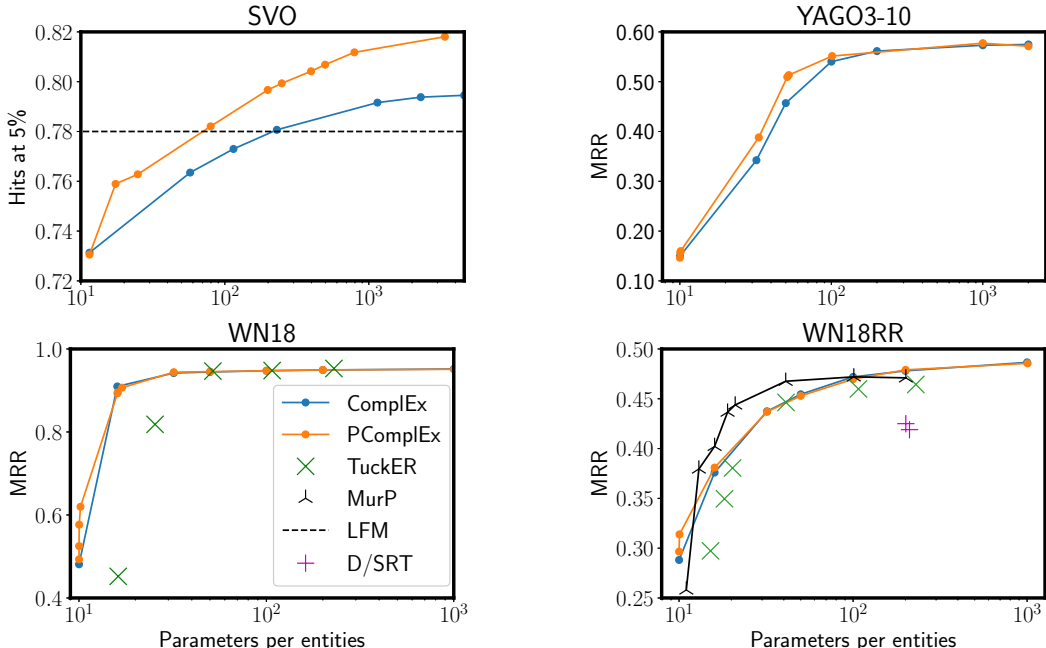 SVO
Hits at 5%
0.82
0.80
0.78
0.76
0.74
0.72
10^1
10^2
10^3
YAGO3-10
MRR
0.60
0.50
0.40
0.30
0.20
0.10
10^1
10^2
10^3
WN18
MRR
1.0
0.8
0.6
0.4
10^1
10^2
10^3
Parameters per entities
ComplEx
PComplEx
TuckER
MurP
LFM
D/SRT
WN18RR
MRR
0.50
0.45
0.40
0.35
0.30
0.25
10^1
10^2
10^3
Parameters per entities